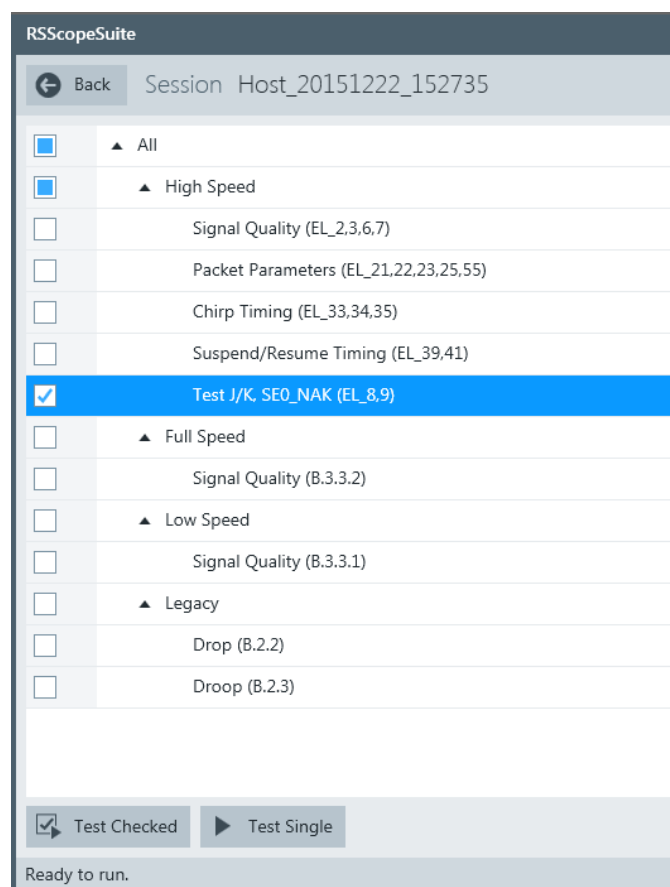 RSScopeSuite
Back Session Host_20151222_152735
All
High Speed
Signal Quality (EL_2,3,6,7)
Packet Parameters (EL_21,22,23,25,55)
Chirp Timing (EL_33,34,35)
Suspend/Resume Timing (EL_39,41)
Test J/K, SE0_NAK (EL_8,9)
Full Speed
Signal Quality (B.3.3.2)
Low Speed
Signal Quality (B.3.3.1)
Legacy
Drop (B.2.2)
Droop (B.2.3)
Test Checked Test Single
Ready to run.